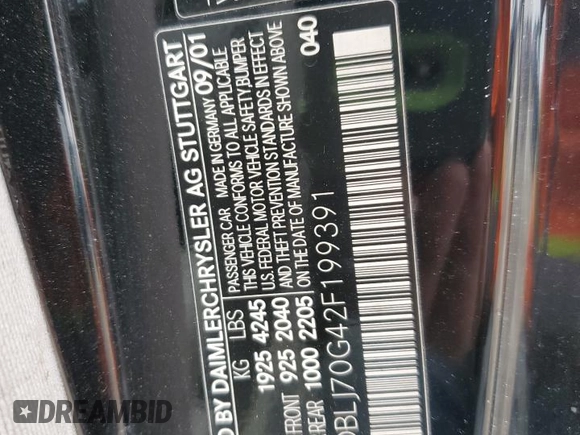 D BY DAIMLERCHRYSLER AG STUTTGART
KG LBS
1925 4245
FRONT 925 2040
REAR 1000 2205
PASSENGER CAR MADE IN GERMANY 09/01
THIS VEHICLE CONFORMS TO ALL APPLICABLE
U.S. FEDERAL MOTOR VEHICLE SAFETY BUMPER
AND THEFT PREVENTION STANDARDS IN EFFECT
ON THE DATE OF MANUFACTURE SHOWN ABOVE
040
BLJ70G42F199391
DREAMBID